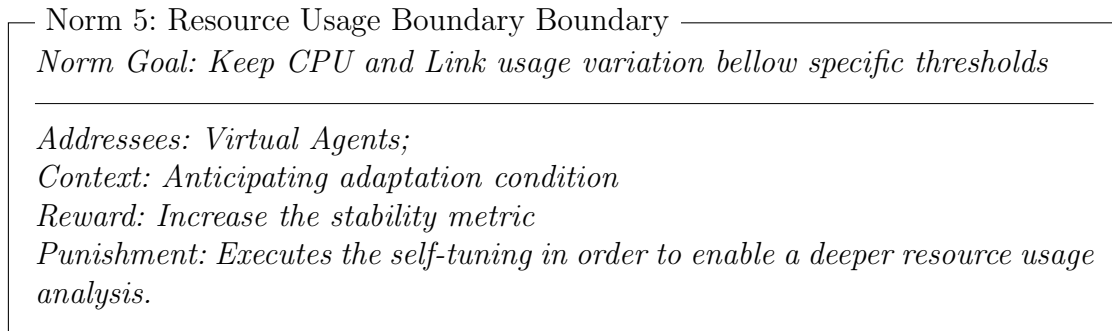 Norm 5: Resource Usage Boundary Boundary
Norm Goal: Keep CPU and Link usage variation bellow specific thresholds
Addressees: Virtual Agents;
Context: Anticipating adaptation condition
Reward: Increase the stability metric
Punishment: Executes the self-tuning in order to enable a deeper resource usage
analysis.